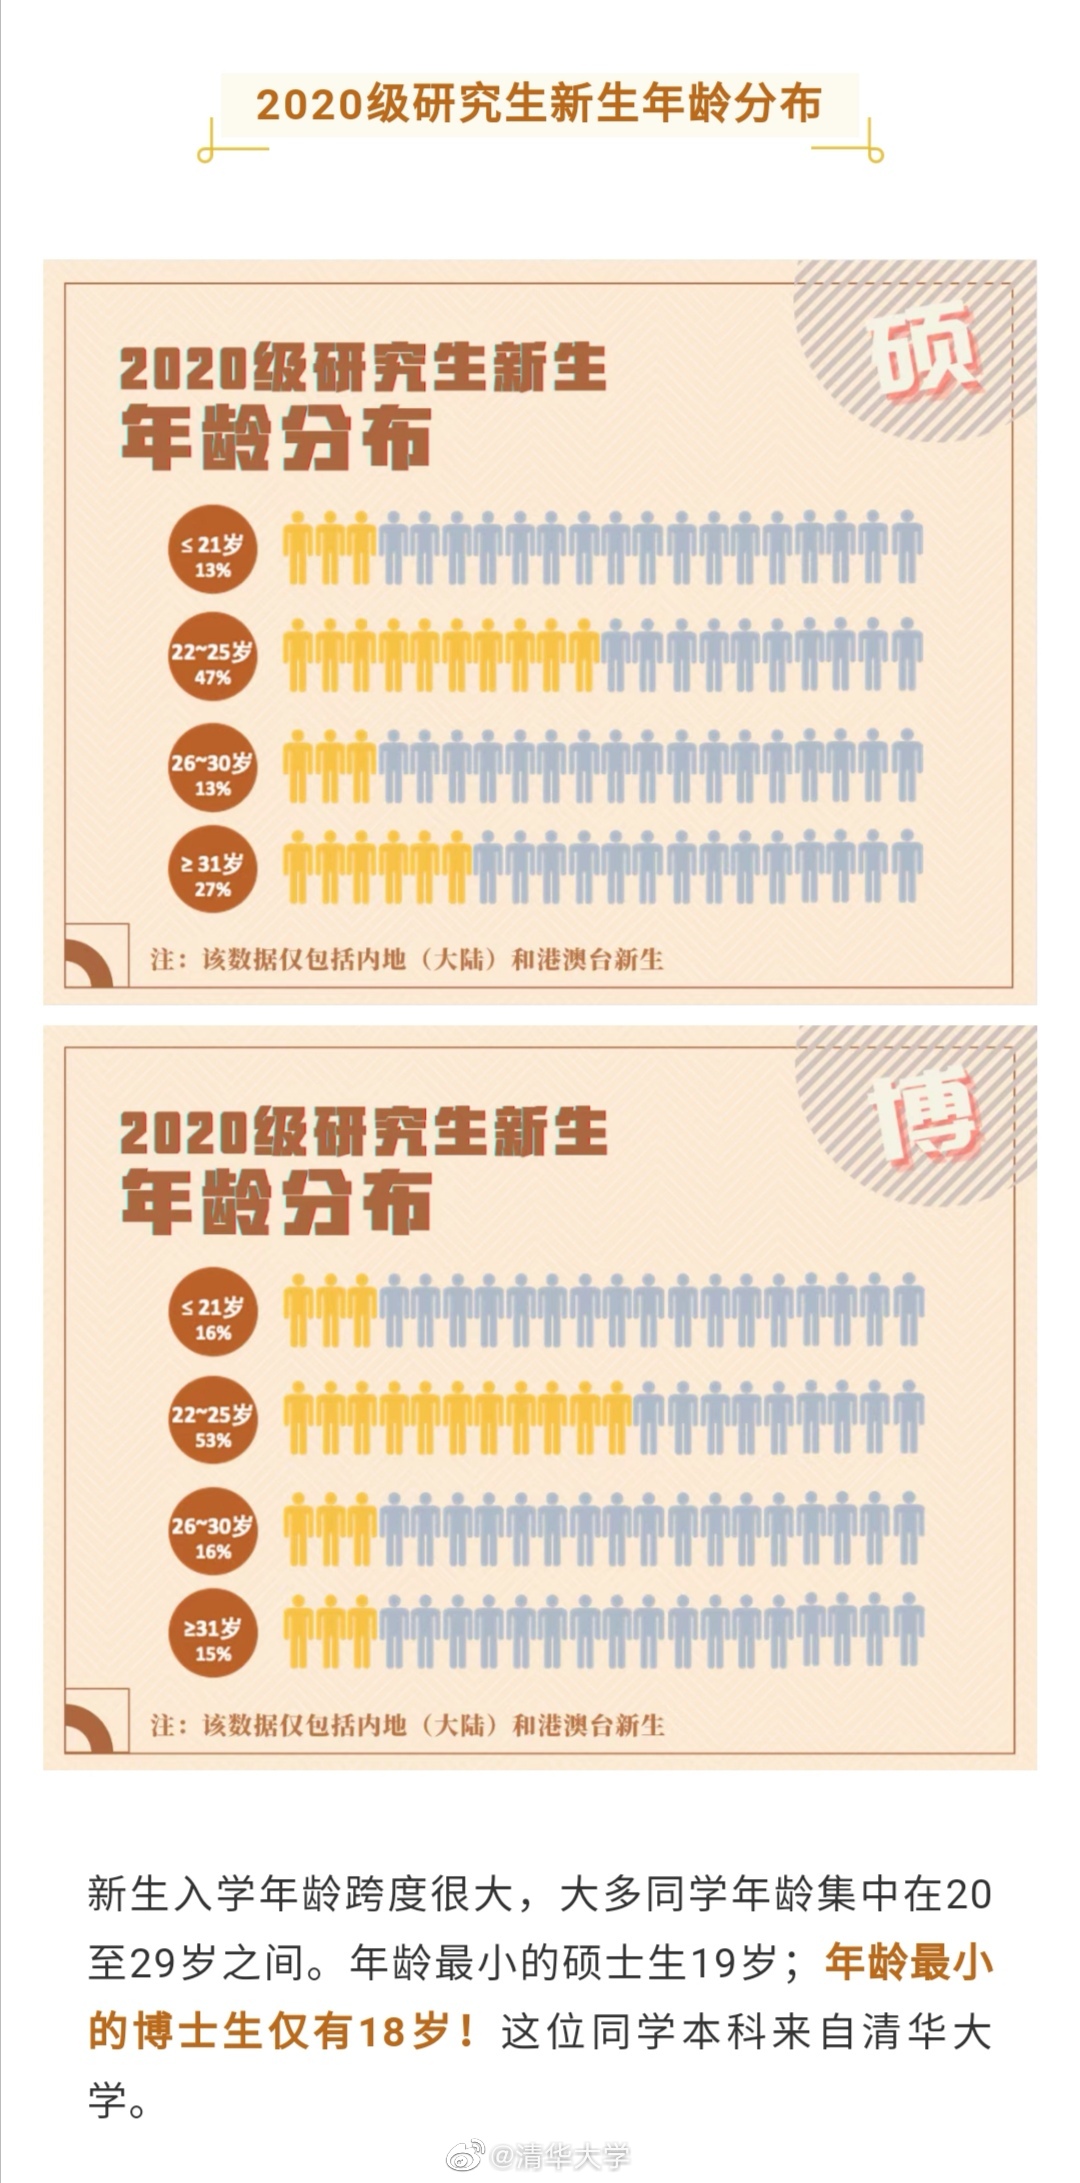 2020级研究生新生年龄分布
硕
2020级研究生新生
年龄分布
≤ 21岁
13%
22~25岁
47%
26~30岁
13%
≥ 31岁
27%
注：该数据仅包括内地（大陆）和港澳台新生
博
2020级研究生新生
年龄分布
≤ 21岁
16%
22~25岁
53%
26~30岁
16%
≥31岁
15%
注：该数据仅包括内地（大陆）和港澳台新生
新生入学年龄跨度很大，大多同学年龄集中在20
至29岁之间。年龄最小的硕士生19岁；年龄最小
的博士生仅有18岁！这位同学本科来自清华大
学。
@清华大学